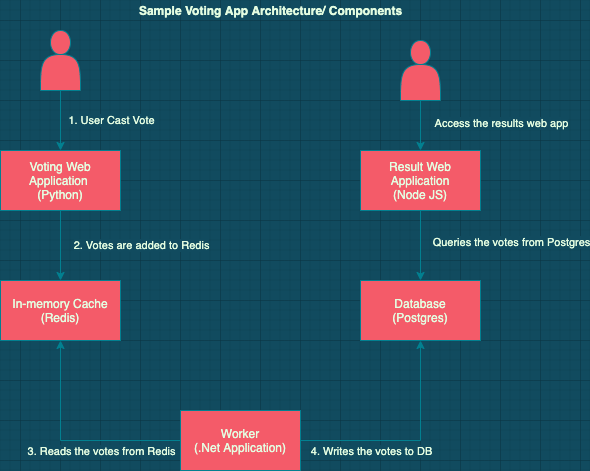 Sample Voting App Architecture/ Components
1. User Cast Vote
Access the results web app
Voting Web
Application
(Python)
Result Web
Application
(Node JS)
2. Votes are added to Redis
Queries the votes from Postgres
In-memory Cache
(Redis)
Database
(Postgres)
Worker
(.Net Application)
3. Reads the votes from Redis
4. Writes the votes to DB